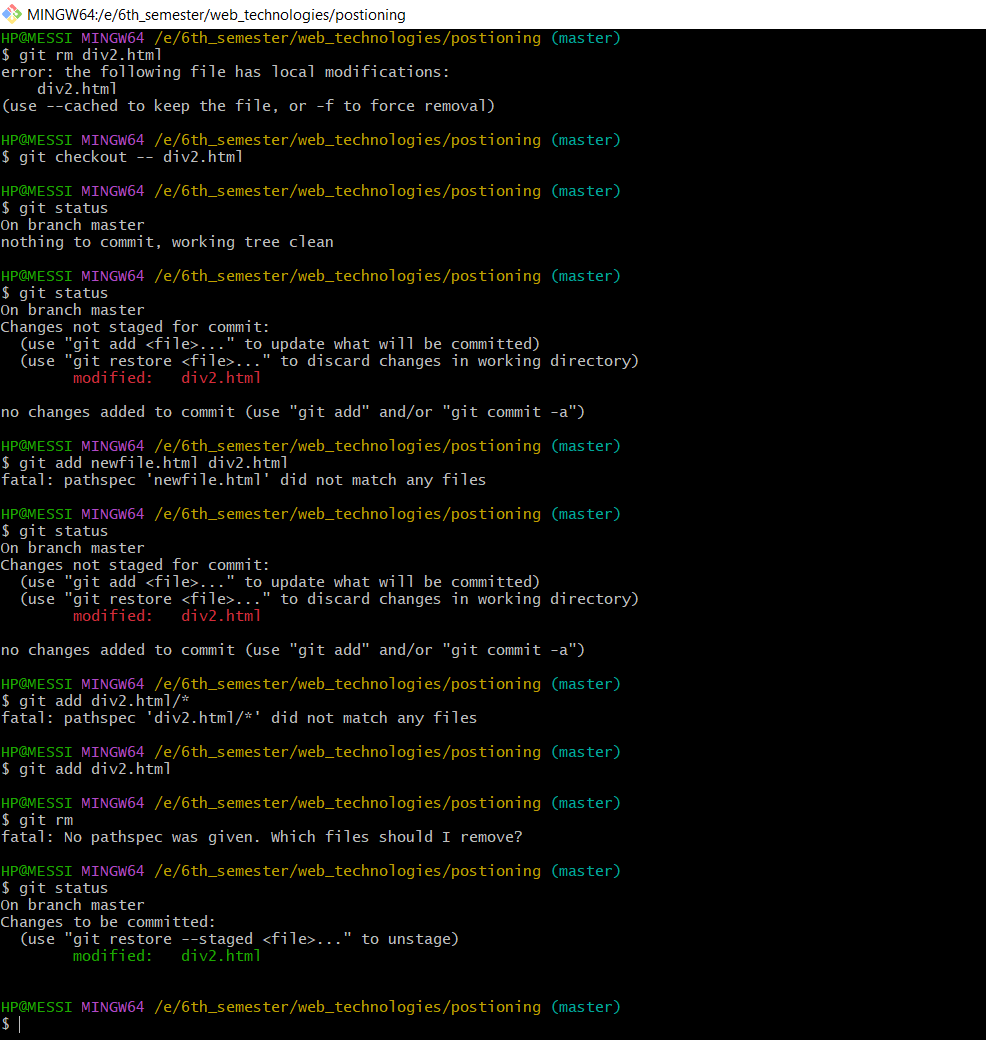 MINGW64:/e/6th_semester/web_technologies/postioning
HP@MESSI MINGW64 /e/6th_semester/web_technologies/postioning (master)
$ git rm div2.html
error: the following file has local modifications:
    div2.html
(use --cached to keep the file, or -f to force removal)

HP@MESSI MINGW64 /e/6th_semester/web_technologies/postioning (master)
$ git checkout -- div2.html

HP@MESSI MINGW64 /e/6th_semester/web_technologies/postioning (master)
$ git status
On branch master
nothing to commit, working tree clean

HP@MESSI MINGW64 /e/6th_semester/web_technologies/postioning (master)
$ git status
On branch master
Changes not staged for commit:
  (use "git add <file>..." to update what will be committed)
  (use "git restore <file>..." to discard changes in working directory)
        modified:   div2.html

no changes added to commit (use "git add" and/or "git commit -a")

HP@MESSI MINGW64 /e/6th_semester/web_technologies/postioning (master)
$ git add newfile.html div2.html
fatal: pathspec 'newfile.html' did not match any files

HP@MESSI MINGW64 /e/6th_semester/web_technologies/postioning (master)
$ git status
On branch master
Changes not staged for commit:
  (use "git add <file>..." to update what will be committed)
  (use "git restore <file>..." to discard changes in working directory)
        modified:   div2.html

no changes added to commit (use "git add" and/or "git commit -a")

HP@MESSI MINGW64 /e/6th_semester/web_technologies/postioning (master)
$ git add div2.html/*
fatal: pathspec 'div2.html/*' did not match any files

HP@MESSI MINGW64 /e/6th_semester/web_technologies/postioning (master)
$ git add div2.html

HP@MESSI MINGW64 /e/6th_semester/web_technologies/postioning (master)
$ git rm
fatal: No pathspec was given. Which files should I remove?

HP@MESSI MINGW64 /e/6th_semester/web_technologies/postioning (master)
$ git status
On branch master
Changes to be committed:
  (use "git restore --staged <file>..." to unstage)
        modified:   div2.html


HP@MESSI MINGW64 /e/6th_semester/web_technologies/postioning (master)
$